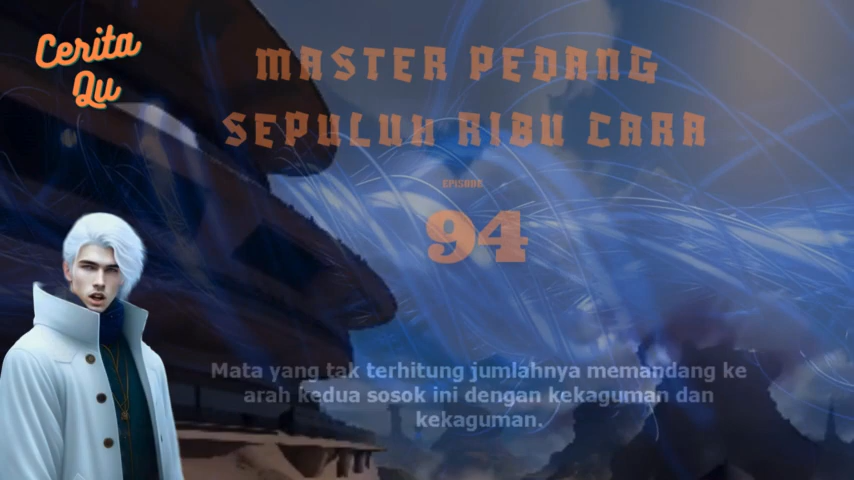 Cerita
Qu
MASTER PEDANG
SEPULUH RIBU CARA
EPISODE
94
Mata yang tak terhitung jumlahnya memandang ke
arah kedua sosok ini dengan kekaguman dan
kekaguman.